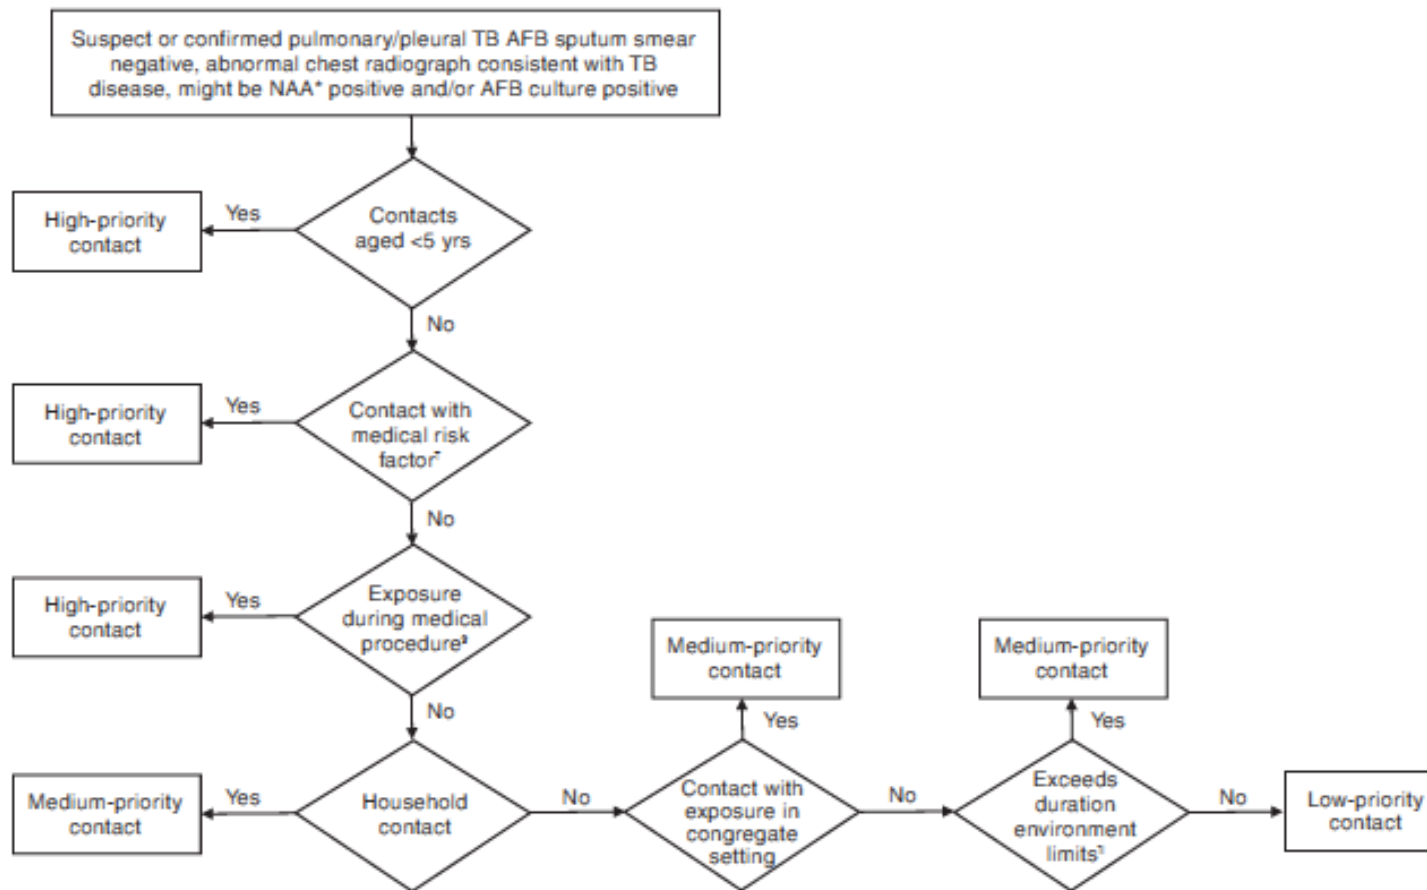 Suspect or confirmed pulmonary/pleural TB AFB sputum smear
negative, abnormal chest radiograph consistent with TB
disease, might be NAA* positive and/or AFB culture positive
High-priority
contact
Yes
Contacts
aged <5 yrs
No
High-priority
contact
Yes
Contact with
medical risk
factor
No
High-priority
contact
Yes
Exposure
during medical
procedure
No
Medium-priority
contact
Yes
Medium-priority
contact
Yes
Medium-priority
contact
Yes
Household
contact
No
Contact with
exposure in
congregate
setting
No
Exceeds
duration
environment
limits
No
Low-priority
contact